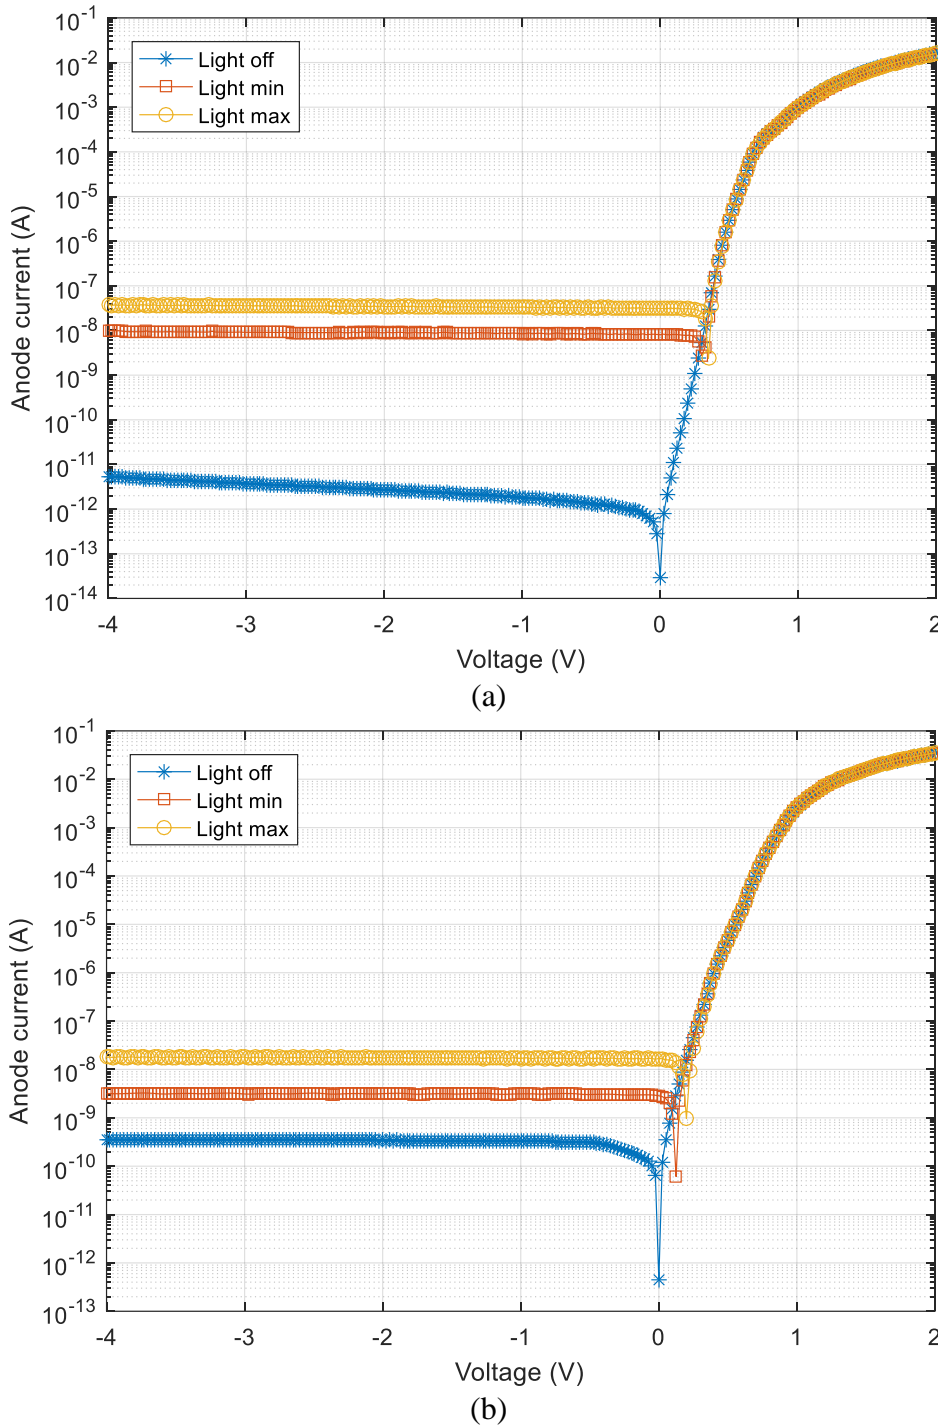 10^-1
10^-2
10^-3
10^-4
10^-5
10^-6
10^-7
10^-8
10^-9
10^-10
10^-11
10^-12
10^-13
10^-14
Anode current (A)
Light off
Light min
Light max
-4 -3 -2 -1 0 1 2
Voltage (V)
(a)
10^-1
10^-2
10^-3
10^-4
10^-5
10^-6
10^-7
10^-8
10^-9
10^-10
10^-11
10^-12
10^-13
Anode current (A)
Light off
Light min
Light max
-4 -3 -2 -1 0 1 2
Voltage (V)
(b)